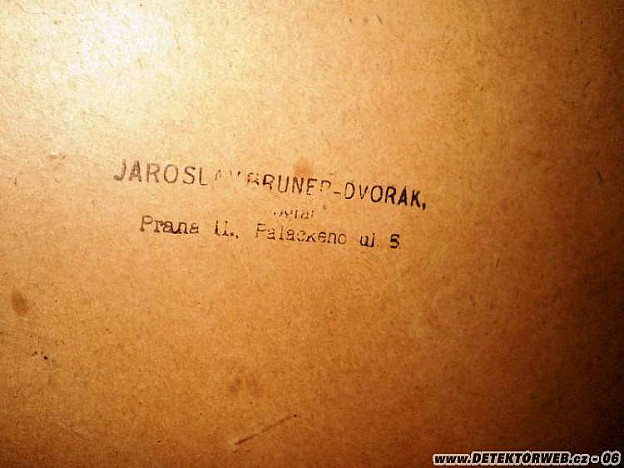 JAROSLAV BRUNER-DVORAK,
Praha II., Palackeho ul. 5
www.DETEKTORWEB.cz - 06